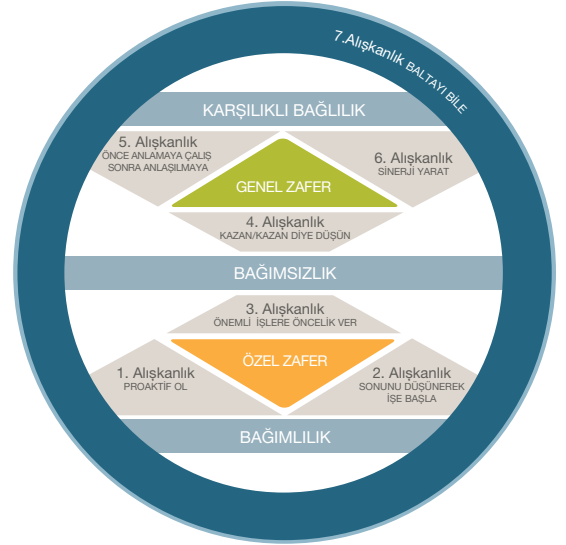 7.Alışkanlık BALTAYI BİLE
KARŞILIKLI BAĞLILIK
5. Alışkanlık
ÖNCE ANLAMAYA ÇALIŞ
SONRA ANLAŞILMAYA
6. Alışkanlık
SİNERJİ YARAT
GENEL ZAFER
4. Alışkanlık
KAZAN/KAZAN DİYE DÜŞÜN
BAĞIMSIZLIK
3. Alışkanlık
ÖNEMLİ İŞLERE ÖNCELİK VER
ÖZEL ZAFER
1. Alışkanlık
PROAKTİF OL
2. Alışkanlık
SONUNU DÜŞÜNEREK
İŞE BAŞLA
BAĞIMLILIK